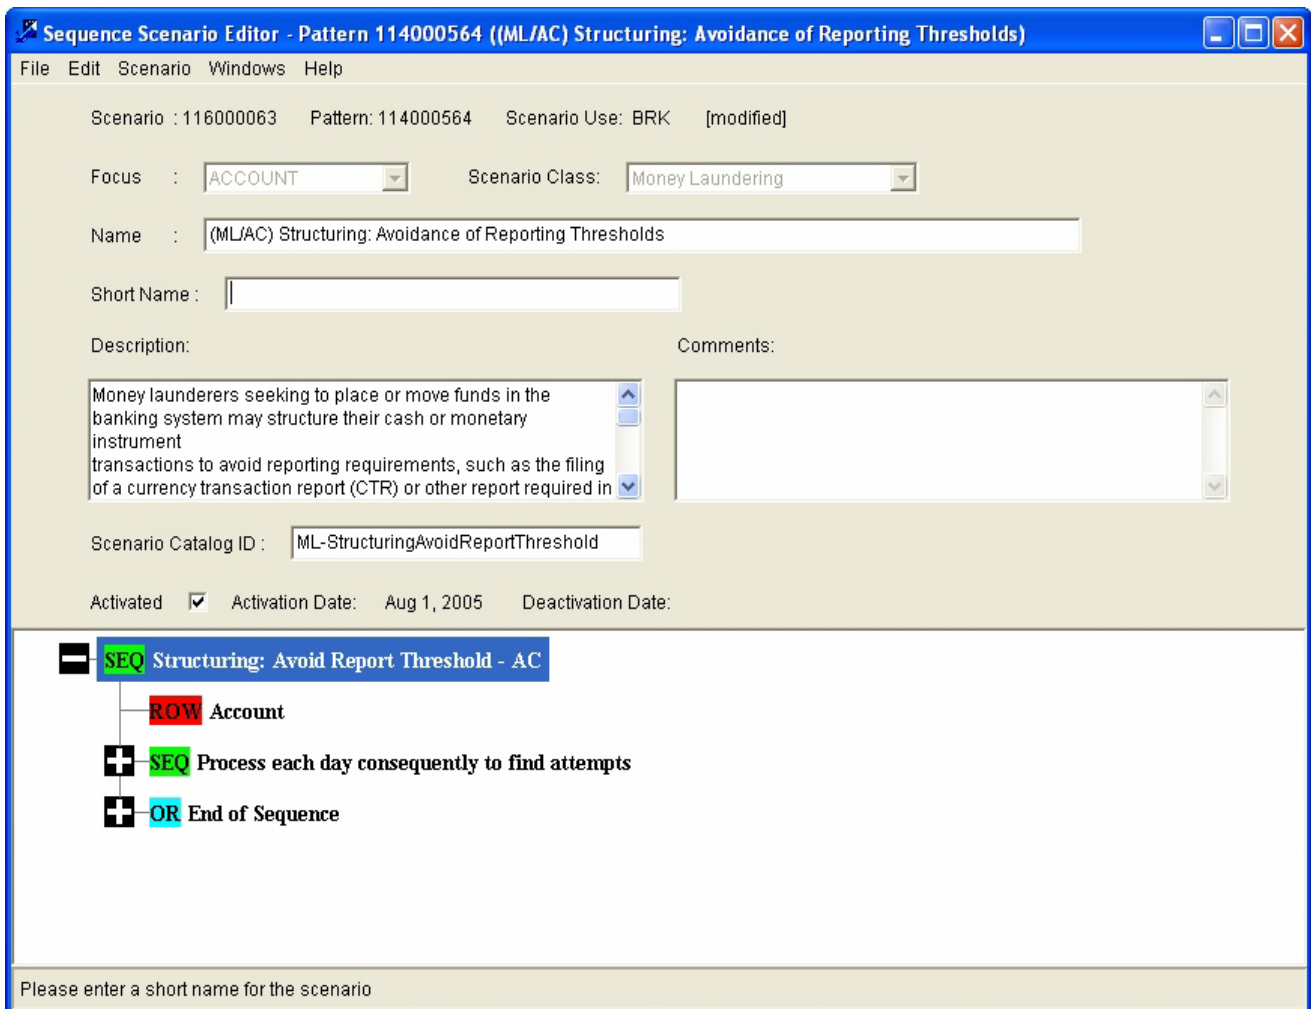 Sequence Scenario Editor - Pattern 114000564 ((ML/AC) Structuring: Avoidance of Reporting Thresholds)
File Edit Scenario Windows Help
Scenario : 116000063 Pattern: 114000564 Scenario Use: BRK [modified]
Focus : ACCOUNT Scenario Class: Money Laundering
Name : (ML/AC) Structuring: Avoidance of Reporting Thresholds
Short Name :
Description:
Comments:
Money launderers seeking to place or move funds in the
banking system may structure their cash or monetary
instrument
transactions to avoid reporting requirements, such as the filing
of a currency transaction report (CTR) or other report required in
Scenario Catalog ID : ML-StructuringAvoidReportThreshold
Activated Activation Date: Aug 1, 2005 Deactivation Date:
SEQ Structuring: Avoid Report Threshold - AC
ROW Account
SEQ Process each day consequently to find attempts
OR End of Sequence
Please enter a short name for the scenario